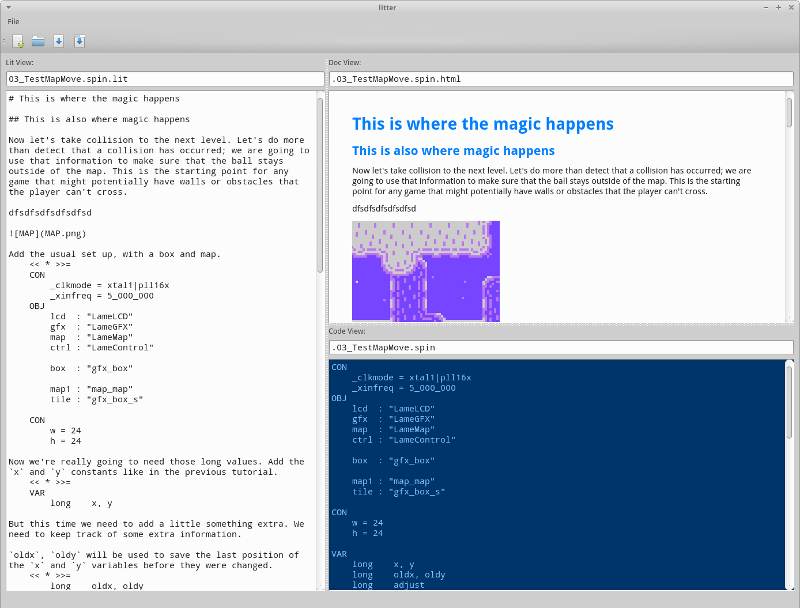 litter
File
Lit View:
03_TestMapMove.spin.lit
# This is where the magic happens
## This is also where magic happens
Now let's take collision to the next level. Let's do more
than detect that a collision has occurred; we are going to
use that information to make sure that the ball stays
outside of the map. This is the starting point for any
game that might potentially have walls or obstacles that
the player can't cross.
dfsdfsdfsdfsdfsd
![MAP](MAP.png)
Add the usual set up, with a box and map.
<< * >>=
CON
_clkmode = xtal1|pll16x
_xinfreq = 5_000_000
OBJ
lcd  : "LameLCD"
gfx  : "LameGFX"
map  : "LameMap"
ctrl : "LameControl"
box  : "gfx_box"
map1 : "map_map"
tile : "gfx_box_s"
CON
w = 24
h = 24
Now we're really going to need those long values. Add the
`x` and `y` constants like in the previous tutorial.
<< * >>=
VAR
long    x, y
But this time we need to add a little something extra. We
need to keep track of some extra information.
`oldx`, `oldy` will be used to save the last position of
the `x` and `y` variables before they were changed.
<< * >>=
long    oldx, oldy
Doc View:
.03_TestMapMove.spin.html
This is where the magic happens
This is also where magic happens
Now let's take collision to the next level. Let's do more than detect that a collision has occurred; we are
going to use that information to make sure that the ball stays outside of the map. This is the starting
point for any game that might potentially have walls or obstacles that the player can't cross.
dfsdfsdfsdfsdfsd
Code View:
.03_TestMapMove.spin
CON
_clkmode = xtal1|pll16x
_xinfreq = 5_000_000
OBJ
lcd  : "LameLCD"
gfx  : "LameGFX"
map  : "LameMap"
ctrl : "LameControl"
box  : "gfx_box"
map1 : "map_map"
tile : "gfx_box_s"
CON
w = 24
h = 24
VAR
long    x, y
long    oldx, oldy
long    adjust